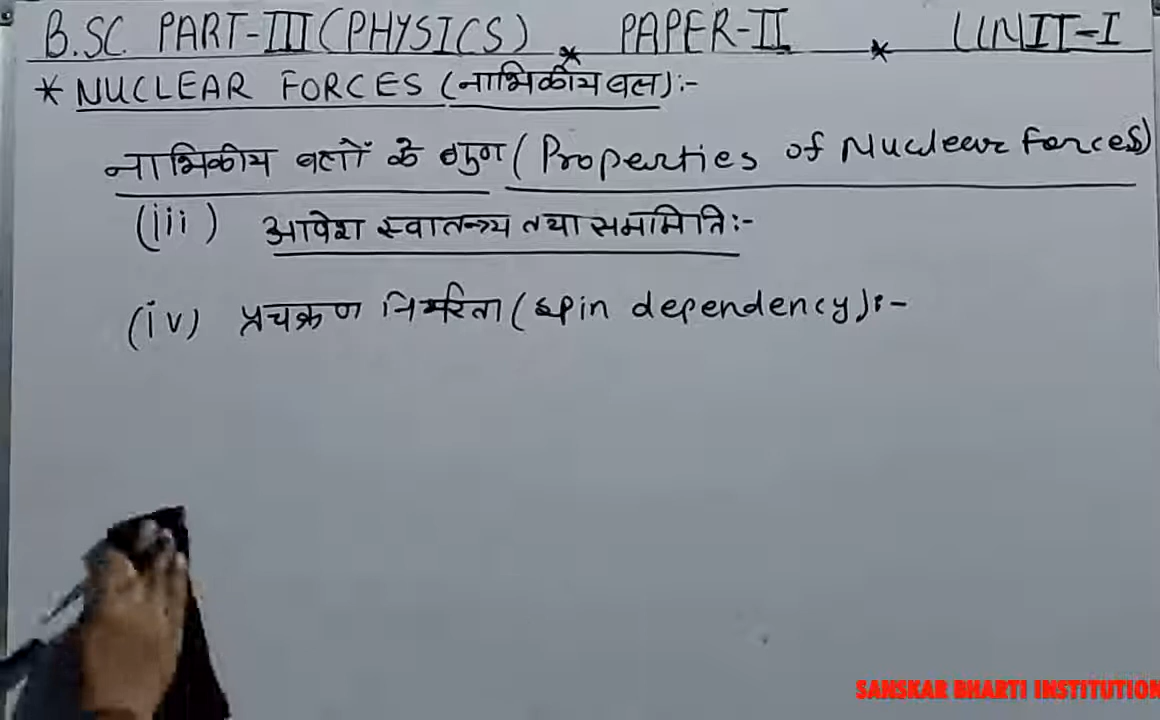 B.SC PART-III (PHYSICS) * PAPER-II * UNIT-I
* NUCLEAR FORCES (नाभिकीय बल) :-
नाभिकीय बलों के गुण (Properties of Nuclear forces)
(iii) आवेश स्वातन्त्र्य तथा सममिति:-
(iv) प्रचक्रण निर्भरता (spin dependency):-
SANSKAR BHARTI INSTITUTION